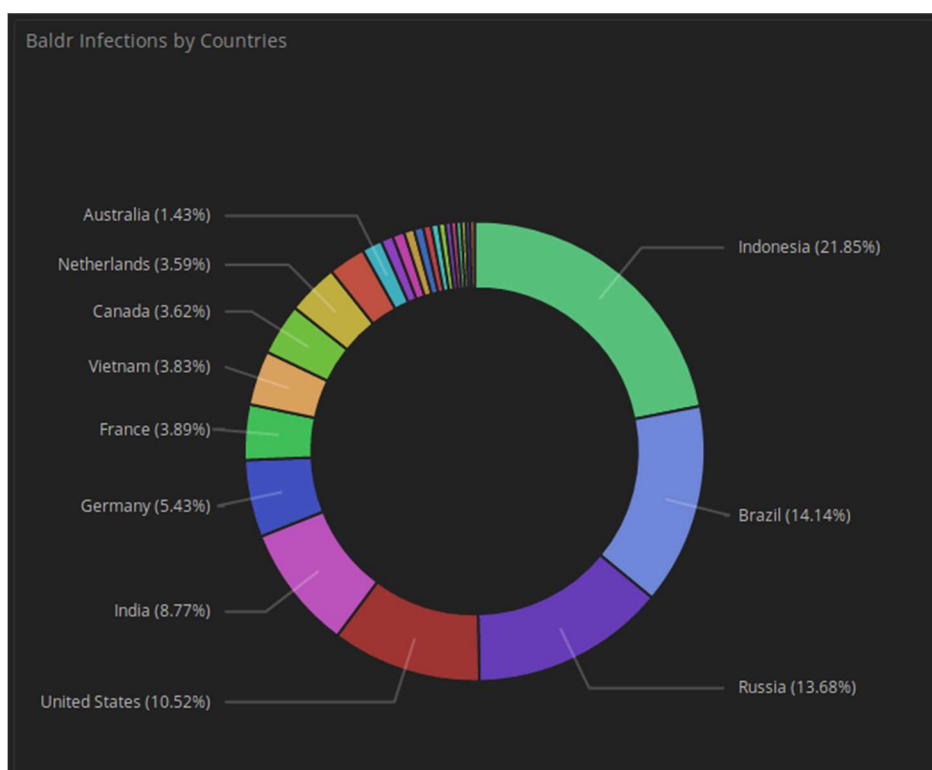 Baldr Infections by Countries
Australia (1.43%)
Netherlands (3.59%)
Canada (3.62%)
Vietnam (3.83%)
France (3.89%)
Germany (5.43%)
India (8.77%)
United States (10.52%)
Indonesia (21.85%)
Brazil (14.14%)
Russia (13.68%)